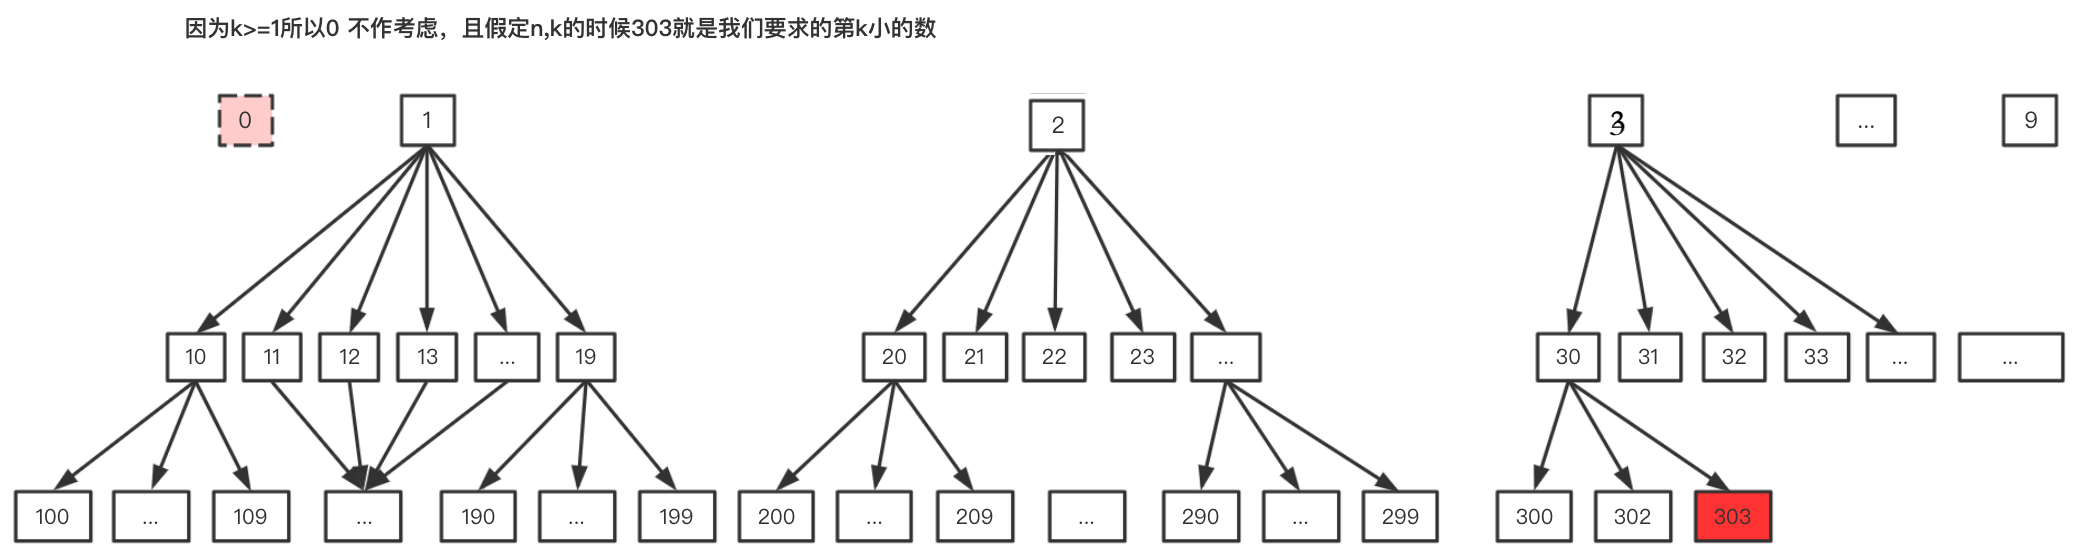 因为k>=1所以0 不作考虑，且假定n,k的时候303就是我们要求的第k小的数
0 1 2 3 ... 9
10 11 12 13 ... 19 20 21 22 23 ... 30 31 32 33 ... ...
100 ... 109 ... 190 ... 199 200 ... 209 ... 290 ... 299 300 302 303